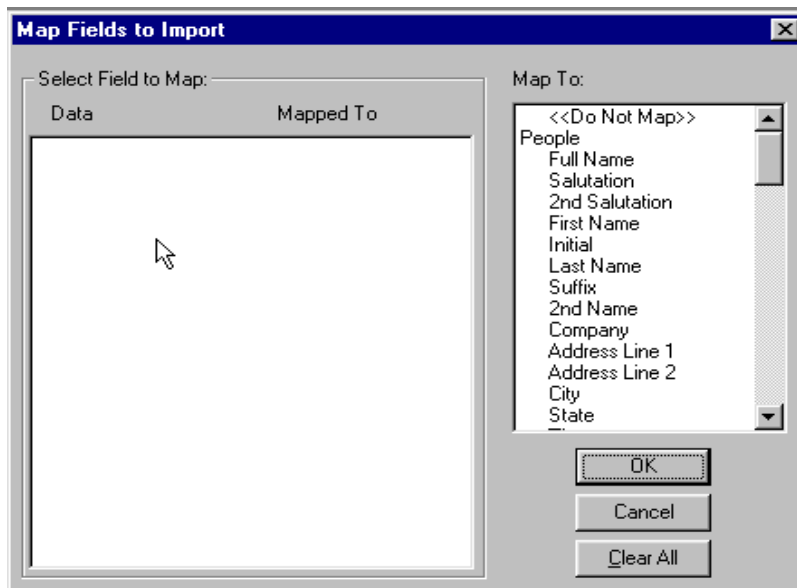 Map Fields to Import
Select Field to Map:
Data Mapped To
Map To:
<<Do Not Map>>
People
Full Name
Salutation
2nd Salutation
First Name
Initial
Last Name
Suffix
2nd Name
Company
Address Line 1
Address Line 2
City
State
OK
Cancel
Clear All